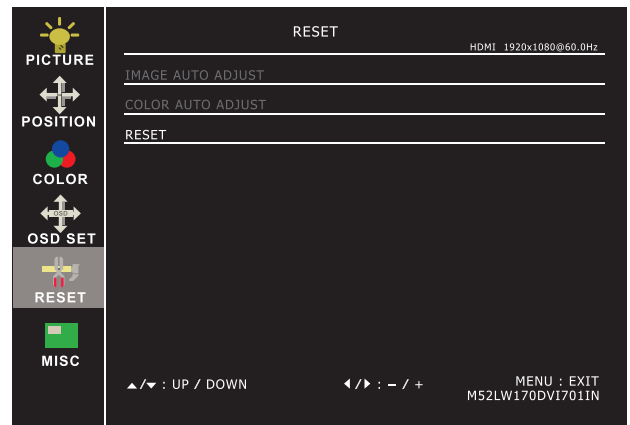 PICTURE
POSITION
COLOR
OSD
OSD SET
RESET
MISC
RESET
HDMI 1920x1080@60.0Hz
IMAGE AUTO ADJUST
COLOR AUTO ADJUST
RESET
▲/▼ : UP / DOWN
◀/▶ : – / +
MENU : EXIT
M52LW170DVI701IN